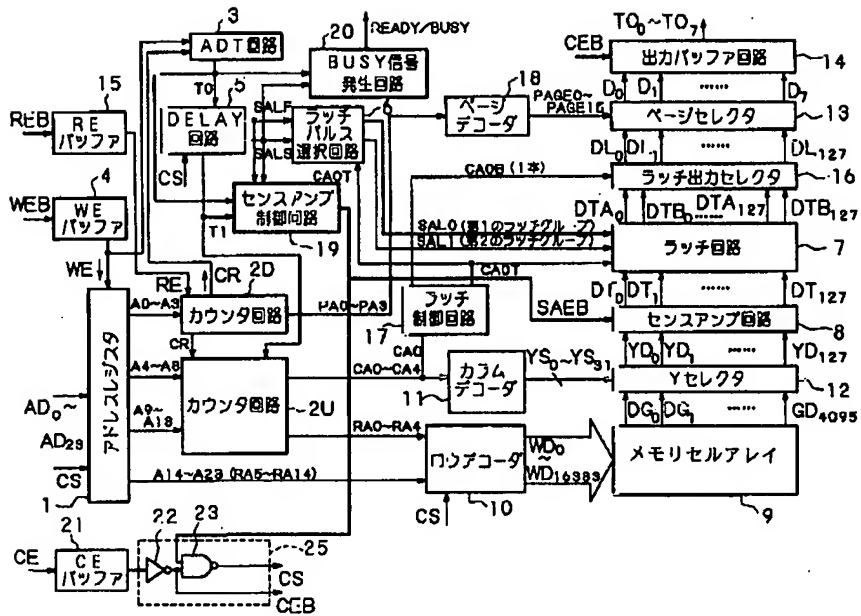 3
ADT回路
20
READY/BUSY
BUSY信号
発生回路
TO0~TO7
CEB
出力バッファ回路
14
15
REB
RE
バッファ
T0
5
DELAY
回路
CS
SALF
SALS
CAOT
ラッチ
パルス
選択回路
6
18
ページ
デコーダ
PAGE0~
D0
D1
……
D7
ページセレクタ
13
DL0
DL1
……
DL127
4
WEB
WE
バッファ
センスアンプ
制御回路
19
T1
CAOB (1本)
ラッチ出力セレクタ
16
DTA0
DTB0
……
DTA127
DTB127
SAL0 (第1のラッチグループ)
SAL1 (第2のラッチグループ)
CAOT
ラッチ回路
7
WE
RE
CR
2D
A0~A3
カウンタ回路
PA0~PA3
17
ラッチ
制御回路
SAEB
DT0
DT1
……
DT127
センスアンプ回路
8
CR
アドレスレジスタ
A4~A8
A9~
A13
カウンタ回路
2U
CA0
CA0~CA4
11
カラム
デコーダ
YS0~YS31
YD0
YD1
……
YD127
Yセレクタ
12
AD0~
AD23
CS
1
RA0~RA4
A14~A23 (RA5~RA14)
ロウデコーダ
10
CS
WD0
~
WD16383
DG0
DG1
……
GD4095
メモリセルアレイ
9
21
CE
CE
バッファ
22
23
25
CS
CEB